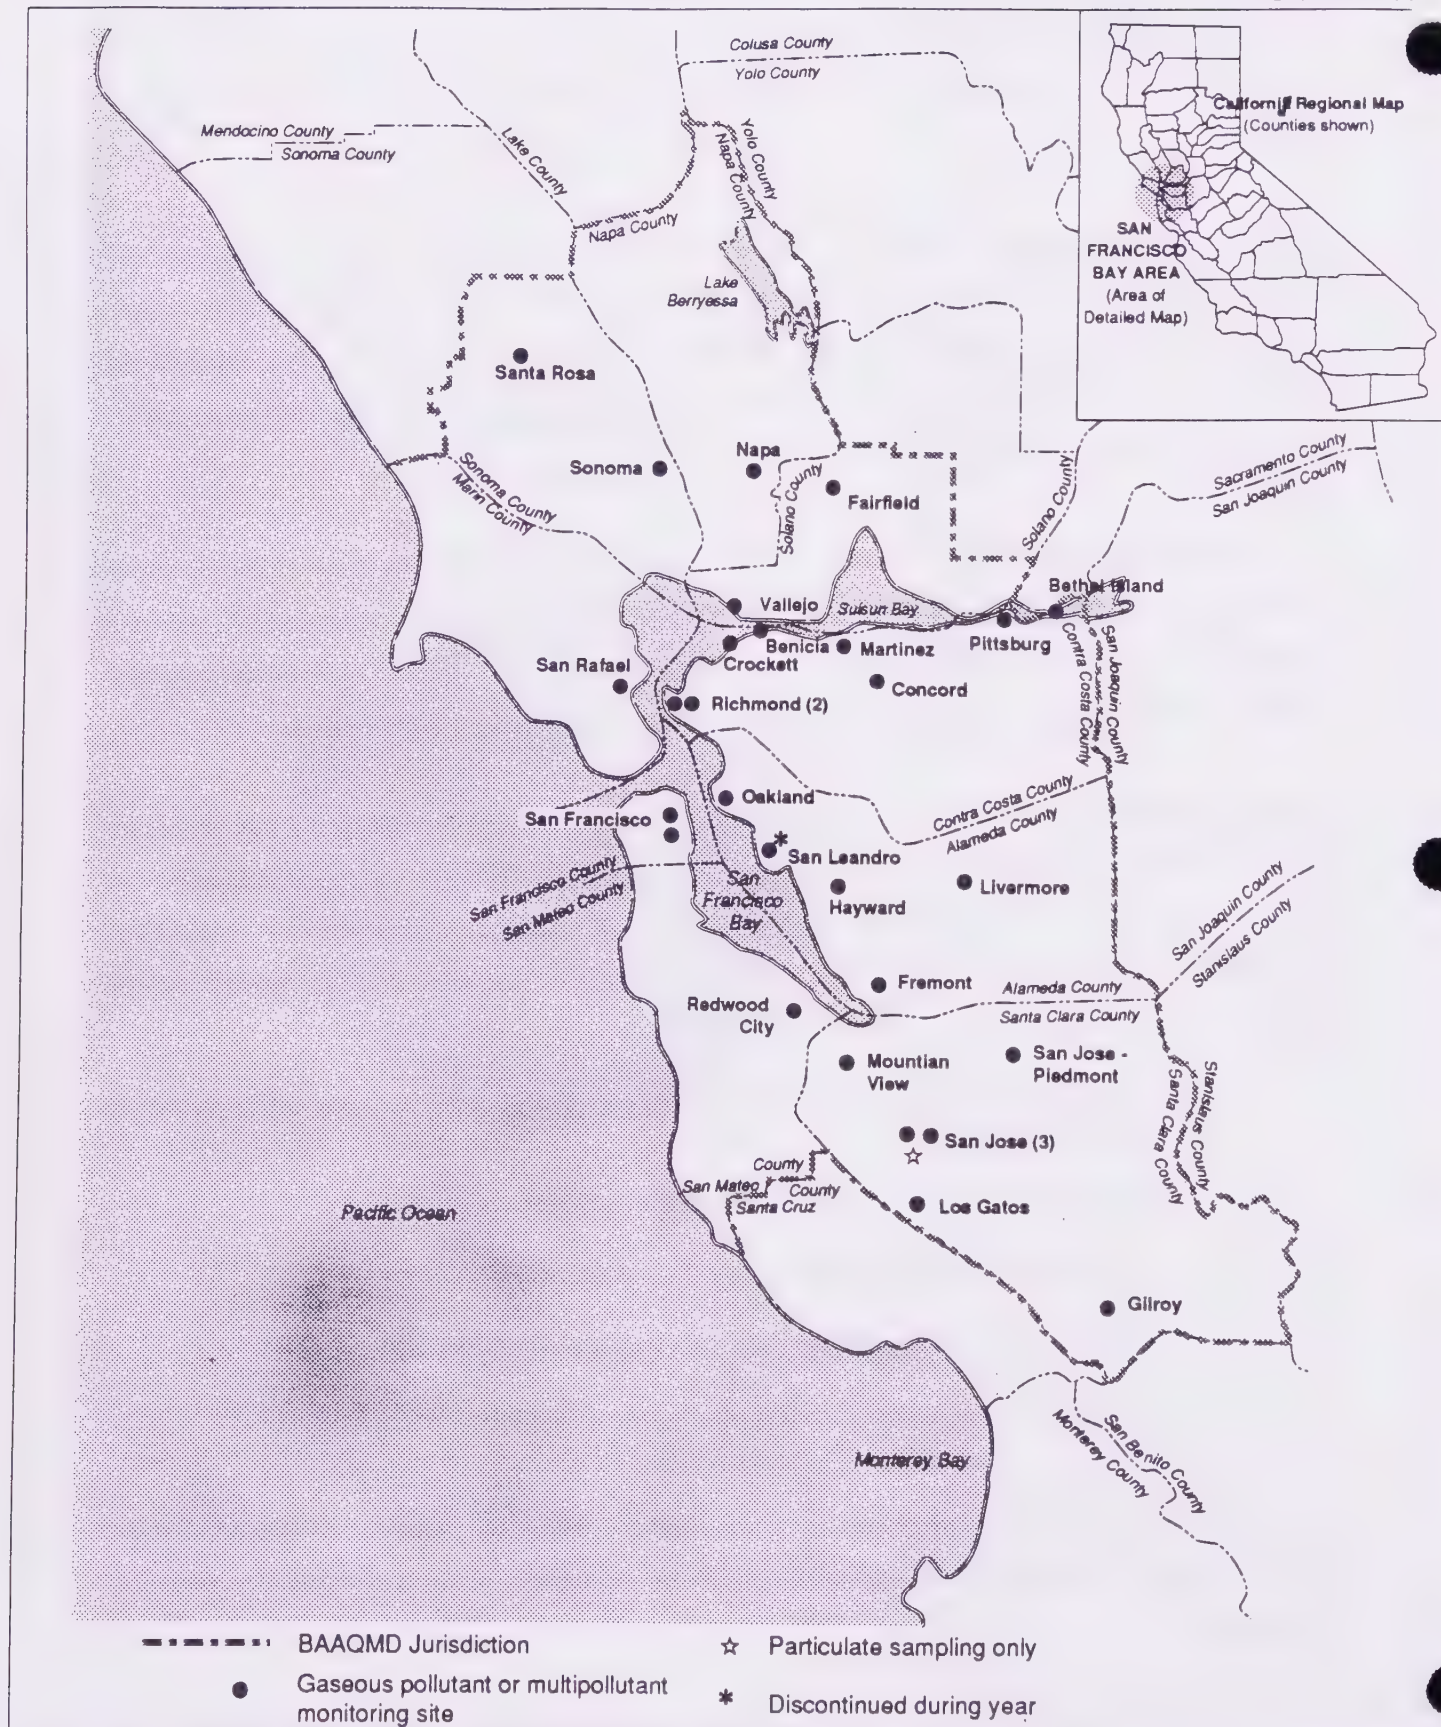 Colusa County
Yolo County
California Regional Map
(Counties shown)
Mendocino County
Sonoma County
Lake County
Yolo County
Napa County
Napa County
SAN
FRANCISCO
BAY AREA
(Area of
Detailed Map)
Lake
Berryessa
Santa Rosa
Sonoma
Napa
Fairfield
Sonoma County
Marin County
Solano County
Solano County
Sacramento County
San Joaquin County
Bethel Island
Vallejo
Suisun Bay
Benicia
Martinez
Pittsburg
Crockett
San Rafael
Concord
Richmond (2)
San Joaquin County
Contra Costa County
Oakland
Contra Costa County
Alameda County
San Francisco
*
San Leandro
San Francisco County
San Mateo County
San
Francisco
Bay
Hayward
Livermore
San Joaquin County
Stanislaus County
Fremont
Alameda County
Santa Clara County
Redwood
City
Mountian
View
San Jose -
Piedmont
Stanislaus County
Santa Clara County
San Jose (3)
County
San Mateo
County
Santa Cruz
Los Gatos
Pacific Ocean
Gilroy
Monterey Bay
San Benito County
Monterey County
BAAQMD Jurisdiction
Particulate sampling only
Gaseous pollutant or multipollutant
monitoring site
* Discontinued during year